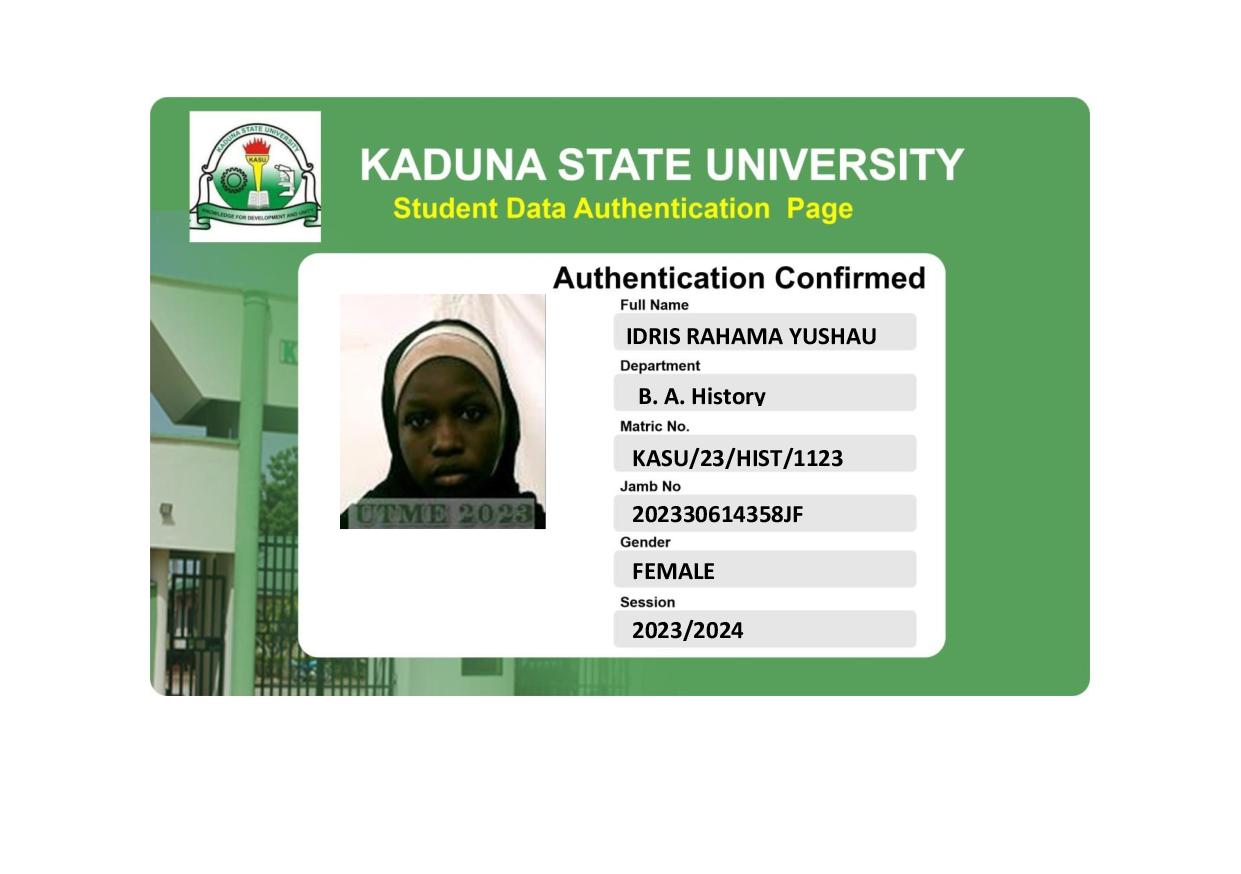 KADUNA STATE UNIVERSITY
KASU
KNOWLEDGE FOR DEVELOPMENT AND UNITY
KADUNA STATE UNIVERSITY
Student Data Authentication Page
Authentication Confirmed
Full Name
IDRIS RAHAMA YUSHAU
Department
B. A. History
Matric No.
KASU/23/HIST/1123
Jamb No
202330614358JF
Gender
FEMALE
Session
2023/2024
UTME 2023
K